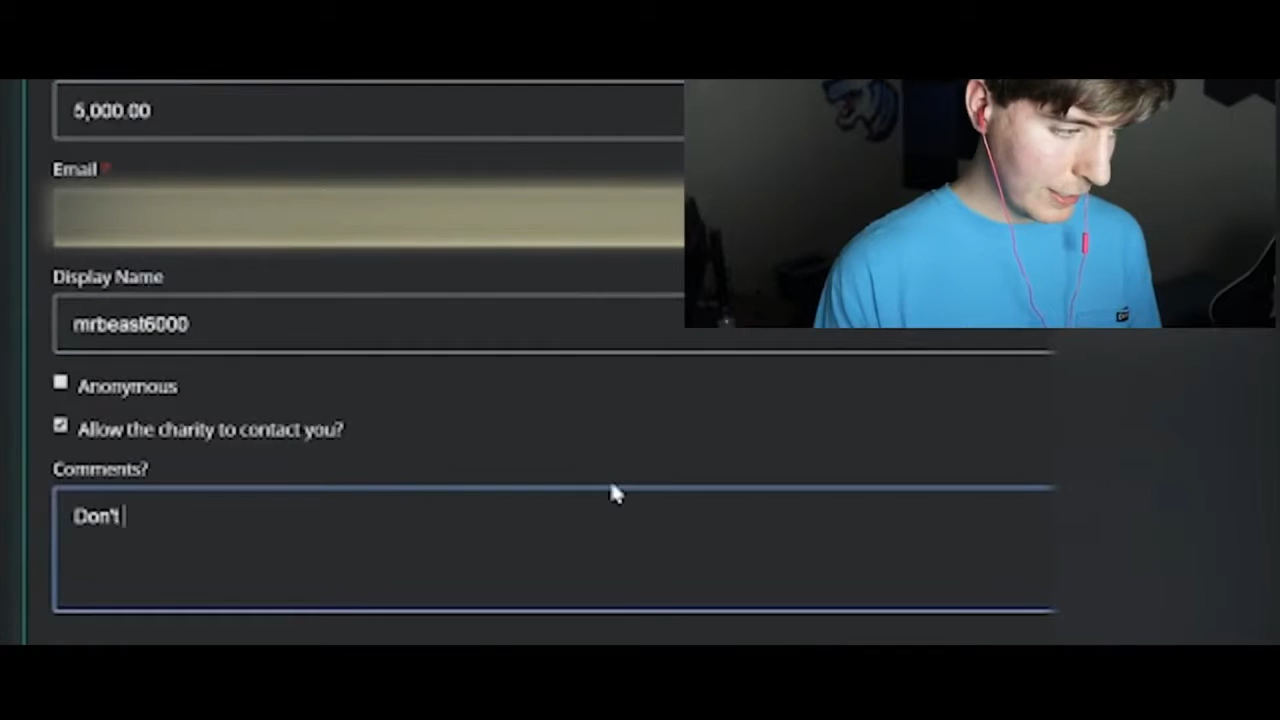 5,000.00
Email *
Display Name
mrbeast6000
Anonymous
Allow the charity to contact you?
Comments?
Don't